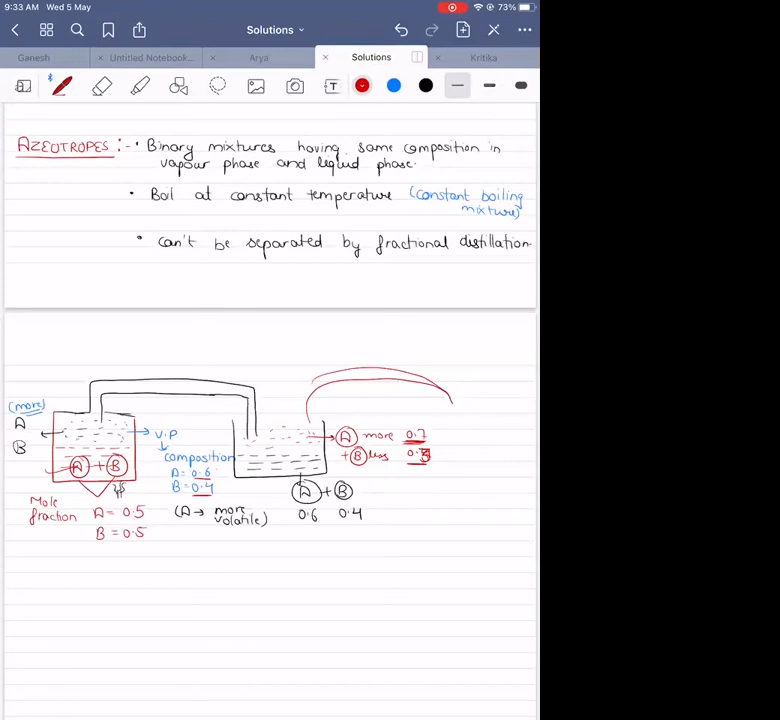 9:33 AM Wed 5 May
73%
Solutions
Ganesh
Untitled Notebook...
Arya
Solutions
Kritika
AZEOTROPES :- • Binary mixtures having same composition in
vapour phase and liquid phase.
• Boil at constant temperature (constant boiling
mixture)
• can't be separated by fractional distillation
(more)
A
B
V.P
composition
A = 0.6
B = 0.4
A + B
Mole
fraction
A = 0.5
B = 0.5
(A → more
volatile)
A more 0.7
+ B less 0.3
A + B
0.6 0.4